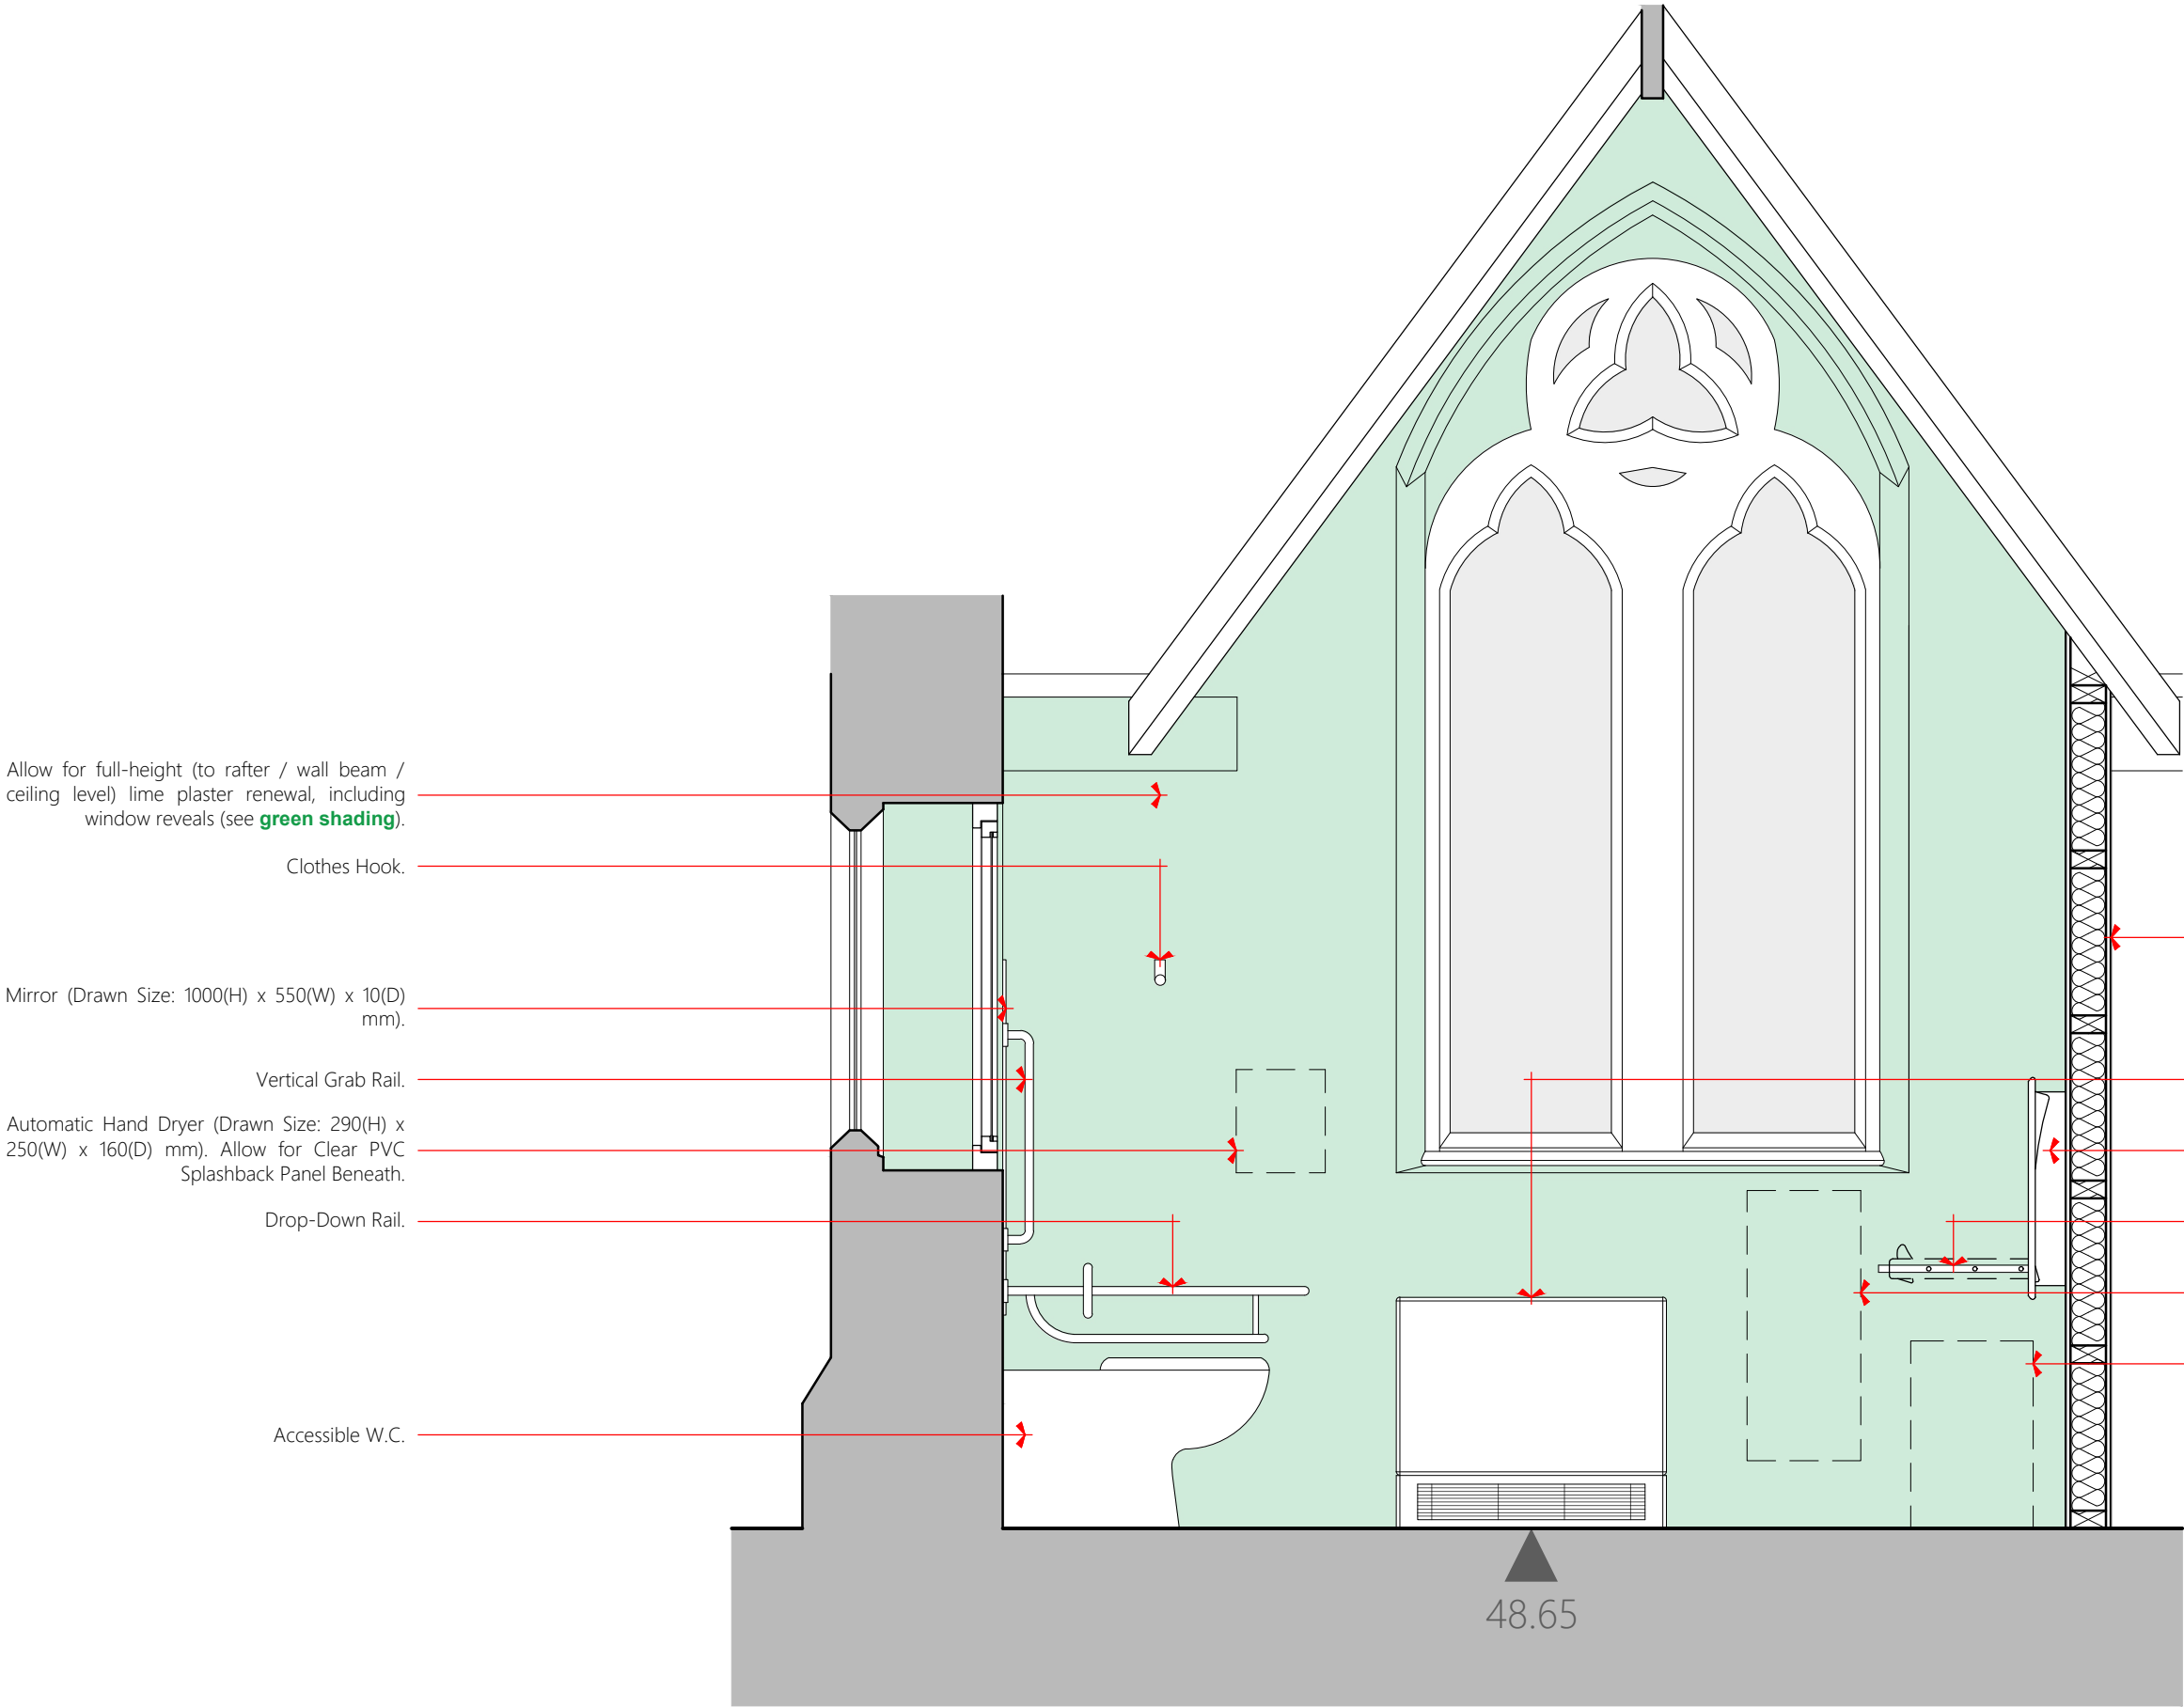 Allow for full-height (to rafter / wall beam /
ceiling level) lime plaster renewal, including
window reveals (see green shading).
Clothes Hook.
Mirror (Drawn Size: 1000(H) x 550(W) x 10(D)
mm).
Vertical Grab Rail.
Automatic Hand Dryer (Drawn Size: 290(H) x
250(W) x 160(D) mm). Allow for Clear PVC
Splashback Panel Beneath.
Drop-Down Rail.
Accessible W.C.
48.65